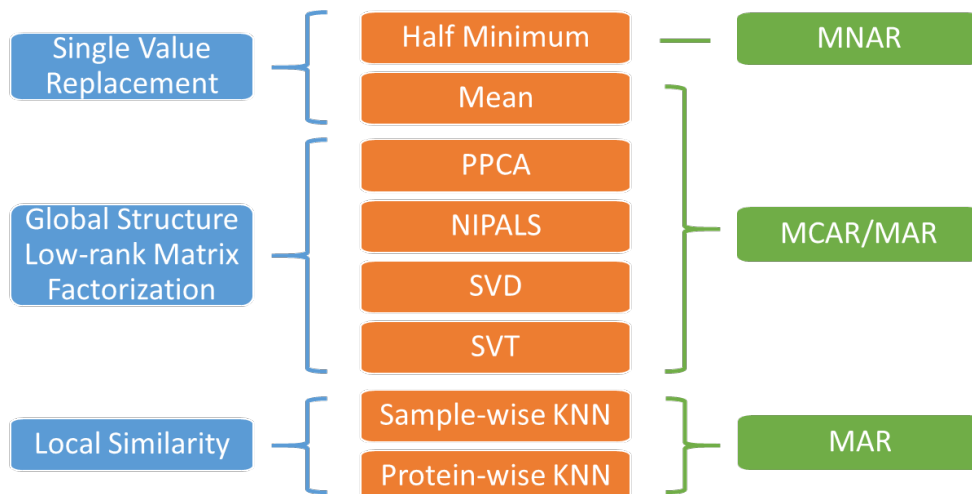 Single Value
Replacement
Half Minimum
MNAR
Mean
Global Structure
Low-rank Matrix
Factorization
PPCA
NIPALS
SVD
SVT
MCAR/MAR
Local Similarity
Sample-wise KNN
Protein-wise KNN
MAR